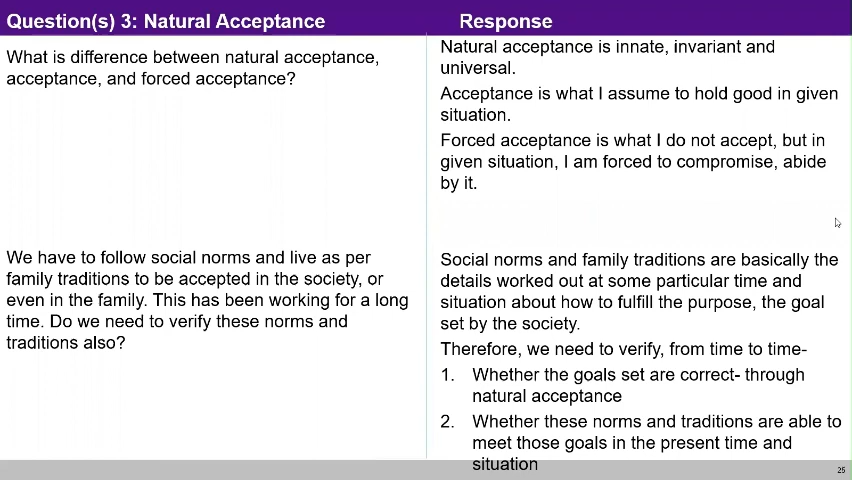 Question(s) 3: Natural Acceptance
Response
What is difference between natural acceptance,
acceptance, and forced acceptance?
Natural acceptance is innate, invariant and
universal.
Acceptance is what I assume to hold good in given
situation.
Forced acceptance is what I do not accept, but in
given situation, I am forced to compromise, abide
by it.
We have to follow social norms and live as per
family traditions to be accepted in the society, or
even in the family. This has been working for a long
time. Do we need to verify these norms and
traditions also?
Social norms and family traditions are basically the
details worked out at some particular time and
situation about how to fulfill the purpose, the goal
set by the society.
Therefore, we need to verify, from time to time-
1. Whether the goals set are correct- through
natural acceptance
2. Whether these norms and traditions are able to
meet those goals in the present time and
situation
25